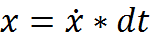 x = ẋ * dt